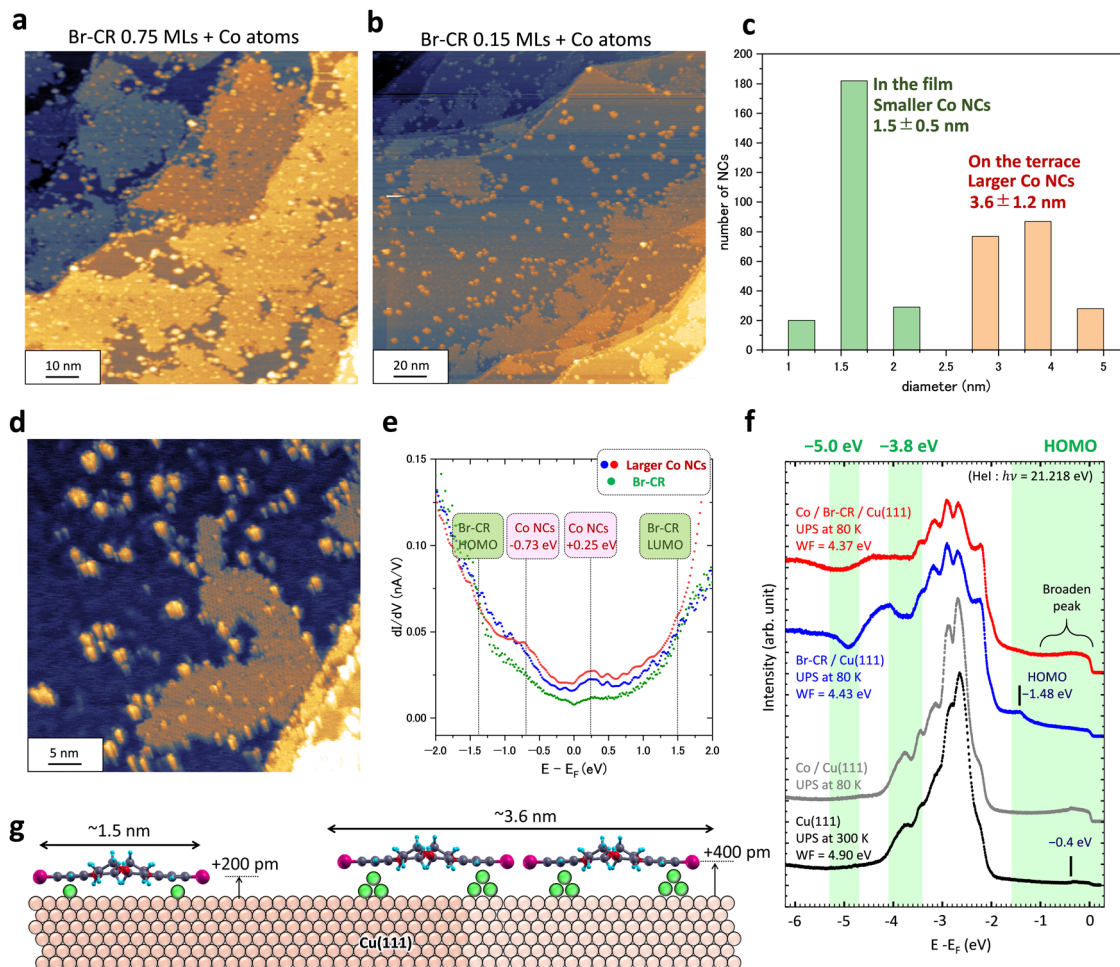 a
Br-CR 0.75 MLs + Co atoms
10 nm
b
Br-CR 0.15 MLs + Co atoms
20 nm
c
number of NCs
200
180
160
140
120
100
80
60
40
20
0
In the film
Smaller Co NCs
1.5 ± 0.5 nm
On the terrace
Larger Co NCs
3.6 ± 1.2 nm
1 1.5 2 2.5 3 4 5
diameter (nm)
d
5 nm
e
dI/dV (nA/V)
0.15
0.10
0.05
0.00
Larger Co NCs
Br-CR
Br-CR
HOMO
Co NCs
-0.73 eV
Co NCs
+0.25 eV
Br-CR
LUMO
−2.0 −1.5 −1.0 −0.5 0.0 0.5 1.0 1.5 2.0
E − EF (eV)
f
−5.0 eV −3.8 eV HOMO
(HeI : hν = 21.218 eV)
Co / Br-CR / Cu(111)
UPS at 80 K
WF = 4.37 eV
Broaden
peak
Br-CR / Cu(111)
UPS at 80 K
WF = 4.43 eV
HOMO
−1.48 eV
Co / Cu(111)
UPS at 80 K
Cu(111)
UPS at 300 K
WF = 4.90 eV
−0.4 eV
Intensity (arb. unit)
-6 -5 -4 -3 -2 -1 0
E -EF (eV)
g
~1.5 nm
+200 pm
~3.6 nm
+400 pm
Cu(111)